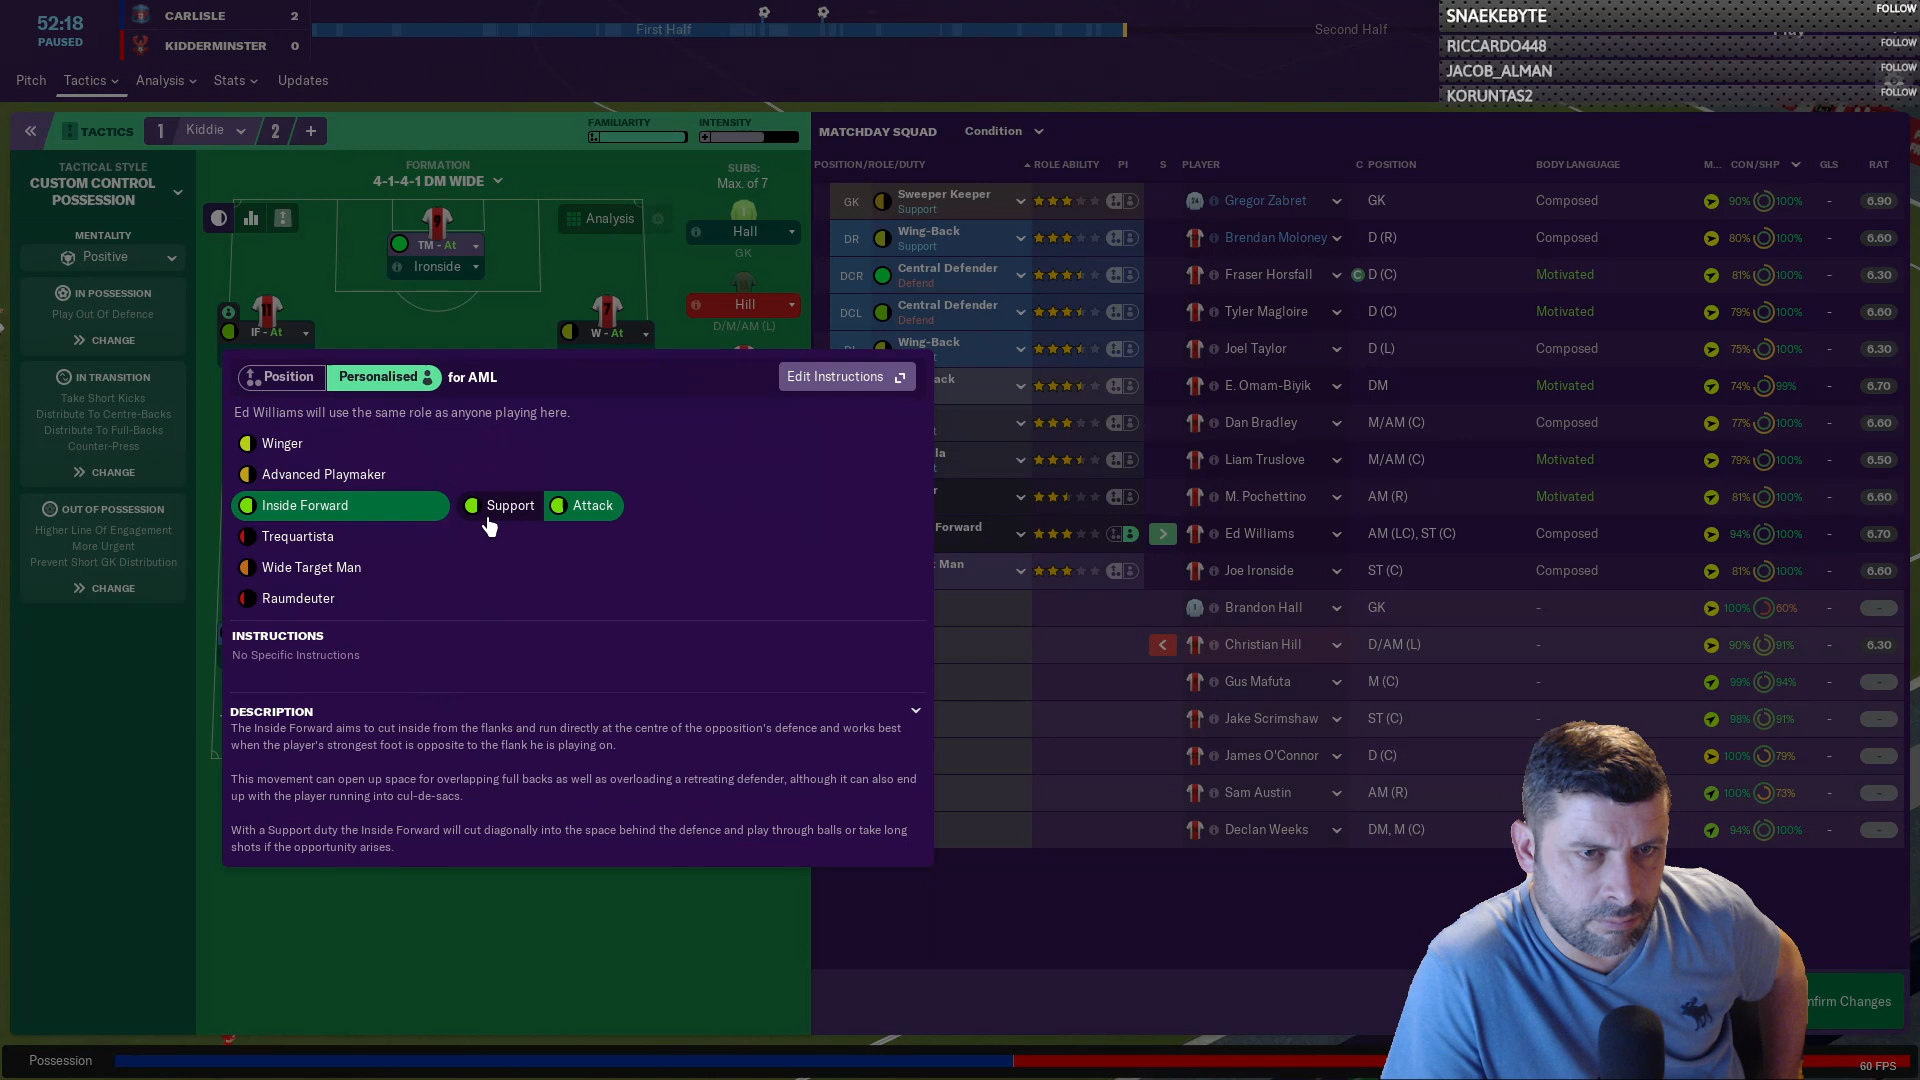 52:18
PAUSED
CARLISLE 2
KIDDERMINSTER 0
First Half
Second Half
SNAEKEBYTE FOLLOW
RICCARDO448 FOLLOW
JACOB_ALMAN FOLLOW
KORUNTAS2 FOLLOW
Pitch Tactics Analysis Stats Updates
TACTICS 1 Kiddie 2 +
FAMILIARITY INTENSITY
TACTICAL STYLE
CUSTOM CONTROL
POSSESSION
MENTALITY
Positive
IN POSSESSION
Play Out Of Defence
CHANGE
IN TRANSITION
Take Short Kicks
Distribute To Centre-Backs
Distribute To Full-Backs
Counter-Press
CHANGE
OUT OF POSSESSION
Higher Line Of Engagement
More Urgent
Prevent Short GK Distribution
CHANGE
FORMATION
4-1-4-1 DM WIDE
Analysis
SUBS:
Max. of 7
Hall
GK
Hill
D/M/AM (L)
9
TM - At
Ironside
11
IF - At
7
W - At
Position Personalised for AML Edit Instructions
Ed Williams will use the same role as anyone playing here.
Winger
Advanced Playmaker
Inside Forward Support Attack
Trequartista
Wide Target Man
Raumdeuter
INSTRUCTIONS
No Specific Instructions
DESCRIPTION
The Inside Forward aims to cut inside from the flanks and run directly at the centre of the opposition's defence and works best
when the player's strongest foot is opposite to the flank he is playing on.
This movement can open up space for overlapping full backs as well as overloading a retreating defender, although it can also end
up with the player running into cul-de-sacs.
With a Support duty the Inside Forward will cut diagonally into the space behind the defence and play through balls or take long
shots if the opportunity arises.
MATCHDAY SQUAD Condition
POSITION/ROLE/DUTY ROLE ABILITY PI S PLAYER C POSITION BODY LANGUAGE M... CON/SHP GLS RAT
GK Sweeper Keeper Support 24 Gregor Zabret GK Composed 90% 100% - 6.90
DR Wing-Back Support Brendan Moloney D (R) Composed 80% 100% - 6.60
DCR Central Defender Defend Fraser Horsfall C D (C) Motivated 81% 100% - 6.30
DCL Central Defender Defend Tyler Magloire D (C) Motivated 79% 100% - 6.60
Wing-Back Joel Taylor D (L) Composed 75% 100% - 6.30
E. Omam-Biyik DM Motivated 74% 99% - 6.70
Dan Bradley M/AM (C) Composed 77% 100% - 6.60
Liam Truslove M/AM (C) Motivated 79% 100% - 6.50
M. Pochettino AM (R) Motivated 81% 100% - 6.60
Forward Ed Williams AM (LC), ST (C) Composed 94% 100% - 6.70
Man Joe Ironside ST (C) Composed 81% 100% - 6.60
1 Brandon Hall GK - 100% 60% - -
Christian Hill D/AM (L) - 90% 91% - 6.30
Gus Mafuta M (C) - 99% 94% - -
Jake Scrimshaw ST (C) - 98% 91% - -
James O'Connor D (C) - 100% 79% - -
Sam Austin AM (R) 100% 73% - -
Declan Weeks DM, M (C) 94% 100% - -
nfirm Changes
Possession
60 FPS